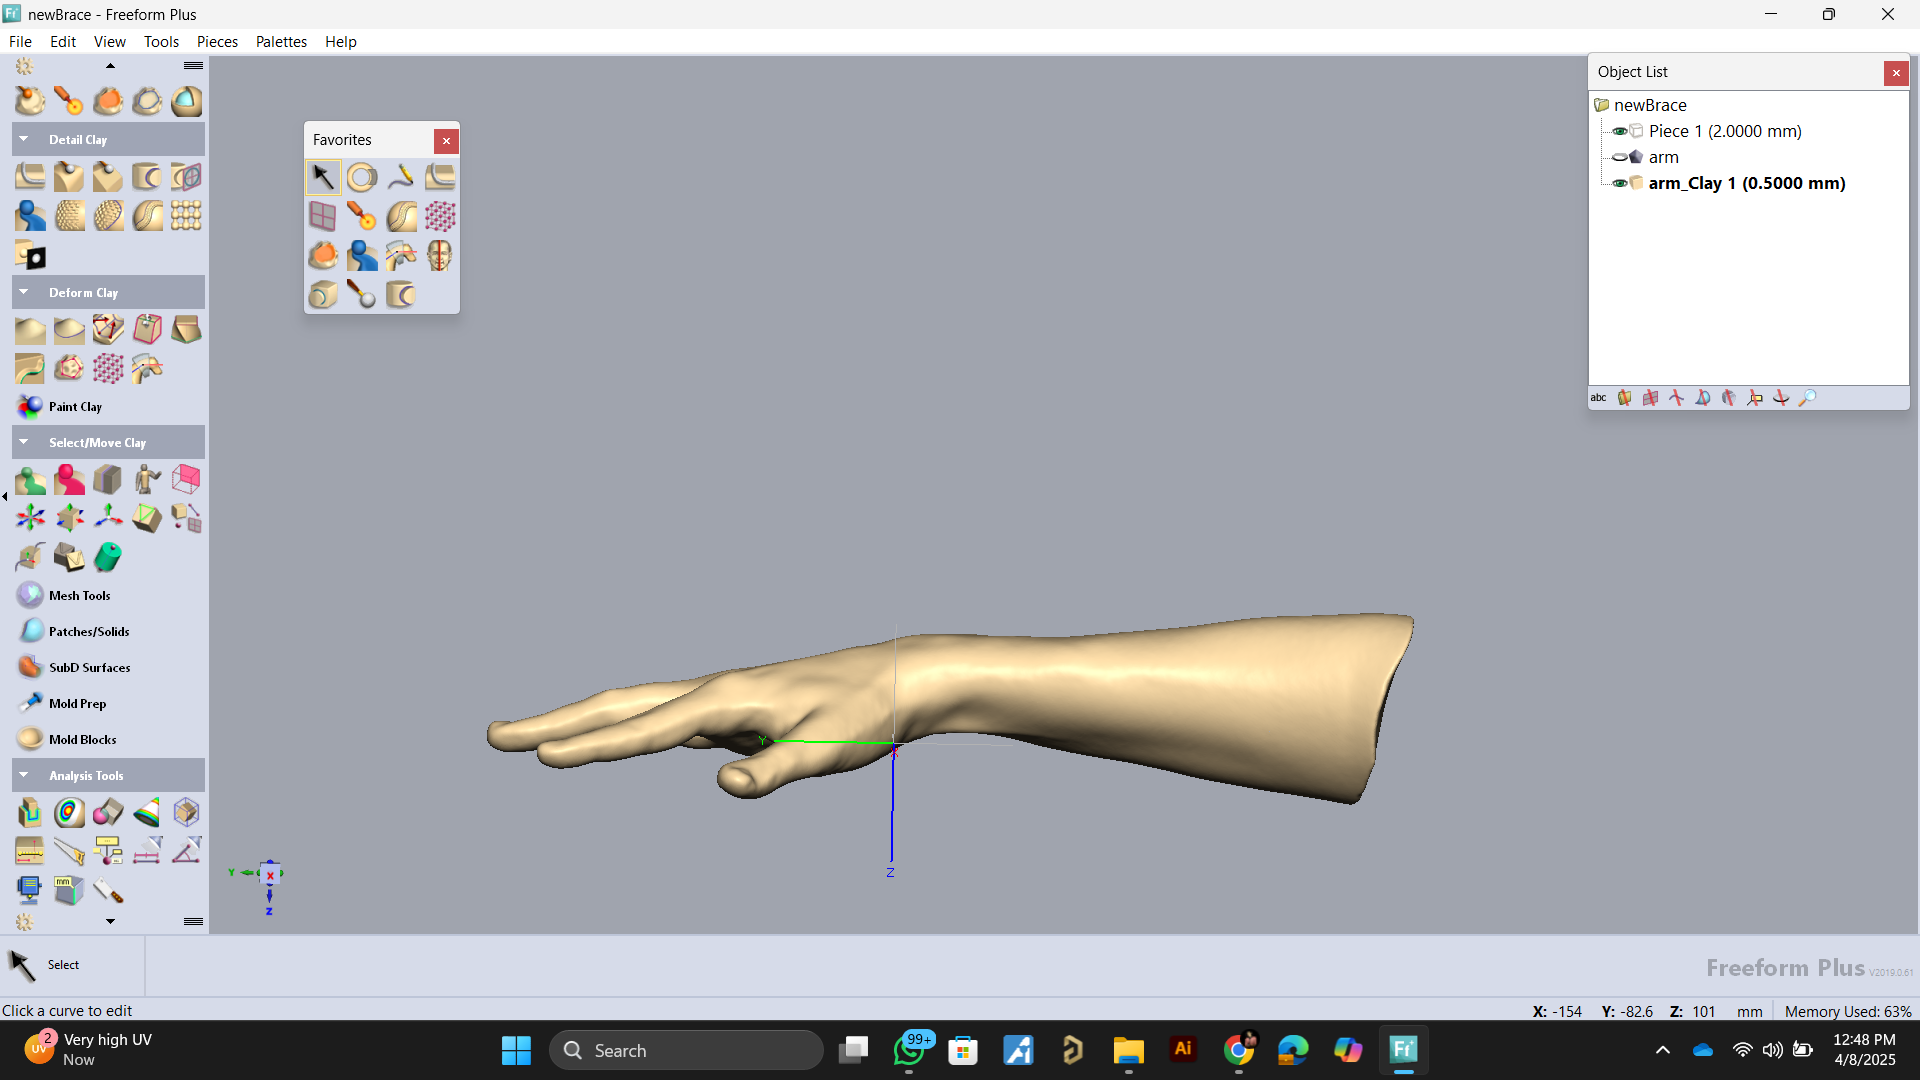 newBrace - Freeform Plus
File Edit View Tools Pieces Palettes Help
Detail Clay
Deform Clay
Paint Clay
Select/Move Clay
Mesh Tools
Patches/Solids
SubD Surfaces
Mold Prep
Mold Blocks
Analysis Tools
mm
Favorites
Object List
newBrace
Piece 1 (2.0000 mm)
arm
arm_Clay 1 (0.5000 mm)
abc
Y
X
Z
Y
X
Z
Select
Freeform Plus V2019.0.61
Click a curve to edit
X: -154 Y: -82.6 Z: 101 mm Memory Used: 63%
2
UV
Very high UV
Now
Search
99+
Ai
Fr
12:48 PM
4/8/2025